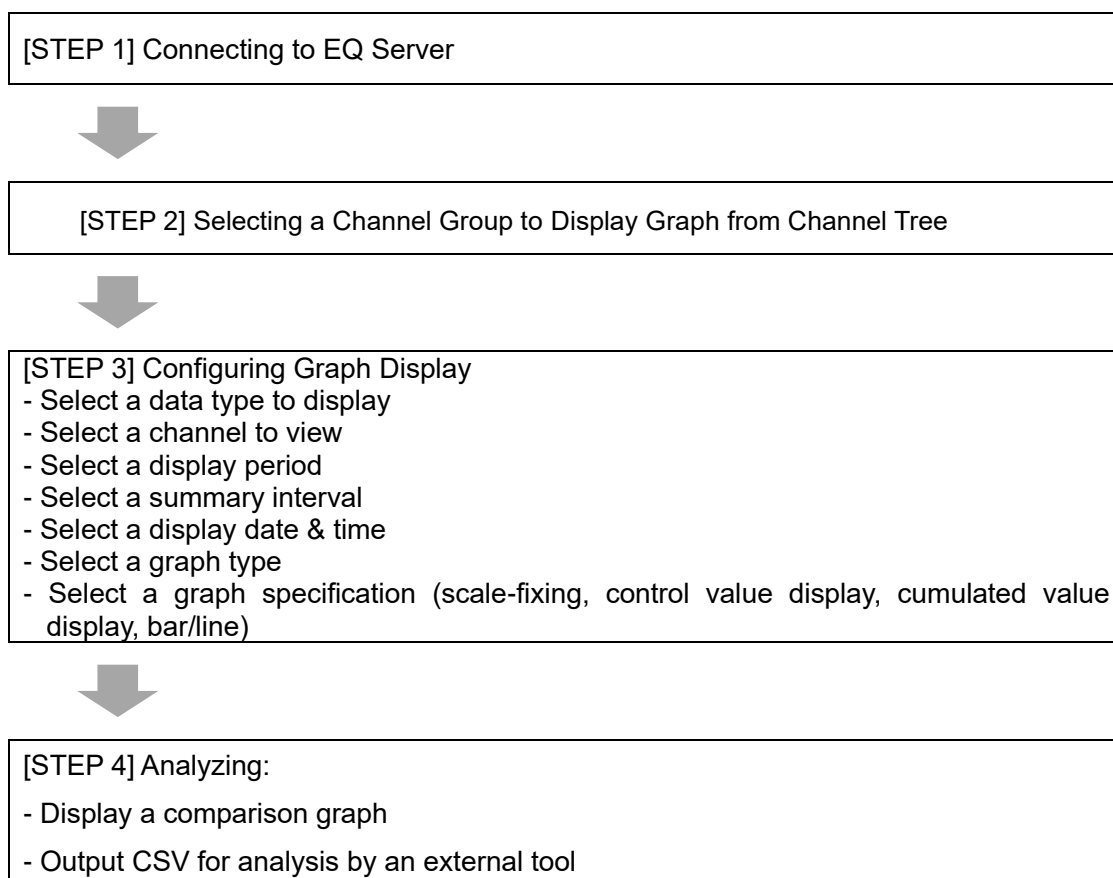 [STEP 1] Connecting to EQ Server
[STEP 2] Selecting a Channel Group to Display Graph from Channel Tree
[STEP 3] Configuring Graph Display
- Select a data type to display
- Select a channel to view
- Select a display period
- Select a summary interval
- Select a display date & time
- Select a graph type
- Select a graph specification (scale-fixing, control value display, cumulated value
display, bar/line)
[STEP 4] Analyzing:
- Display a comparison graph
- Output CSV for analysis by an external tool